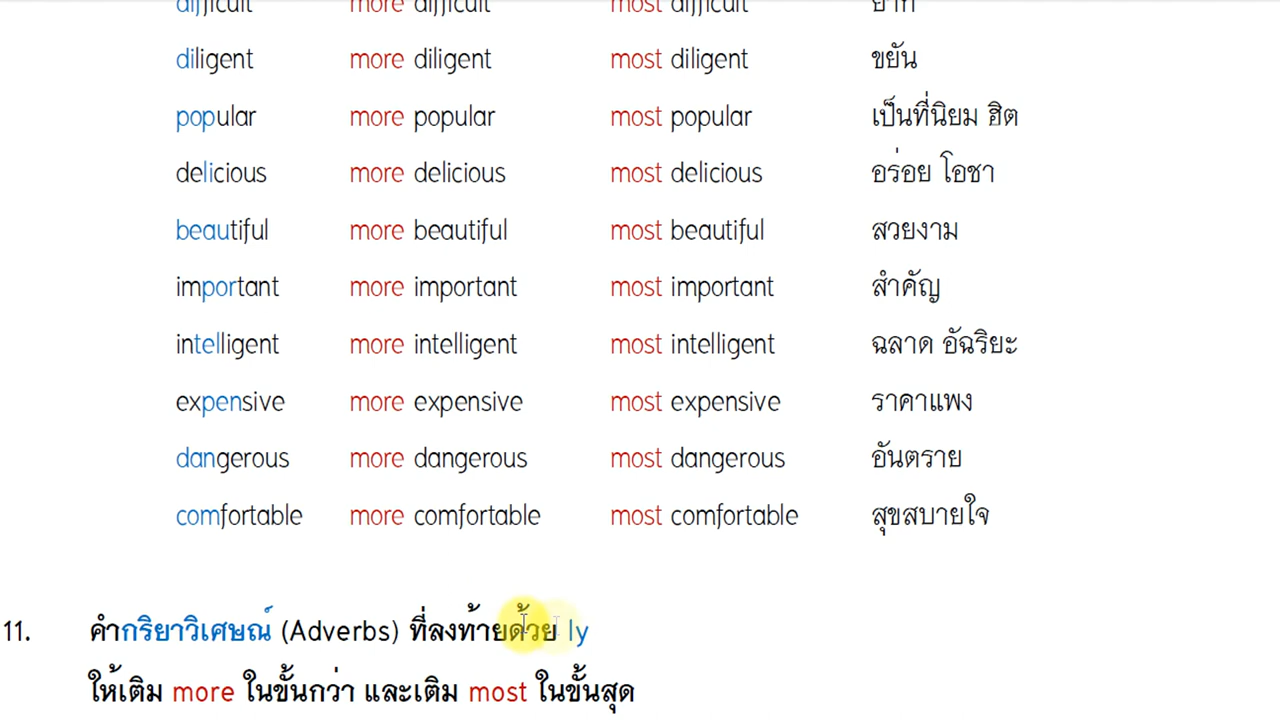 difficult more difficult most difficult ยาก
diligent more diligent most diligent ขยัน
popular more popular most popular เป็นที่นิยม ฮิต
delicious more delicious most delicious อร่อย โอชา
beautiful more beautiful most beautiful สวยงาม
important more important most important สำคัญ
intelligent more intelligent most intelligent ฉลาด อัฉริยะ
expensive more expensive most expensive ราคาแพง
dangerous more dangerous most dangerous อันตราย
comfortable more comfortable most comfortable สุขสบายใจ
11. คำกริยาวิเศษณ์ (Adverbs) ที่ลงท้ายด้วย ly
ให้เติม more ในขั้นกว่า และเติม most ในขั้นสุด